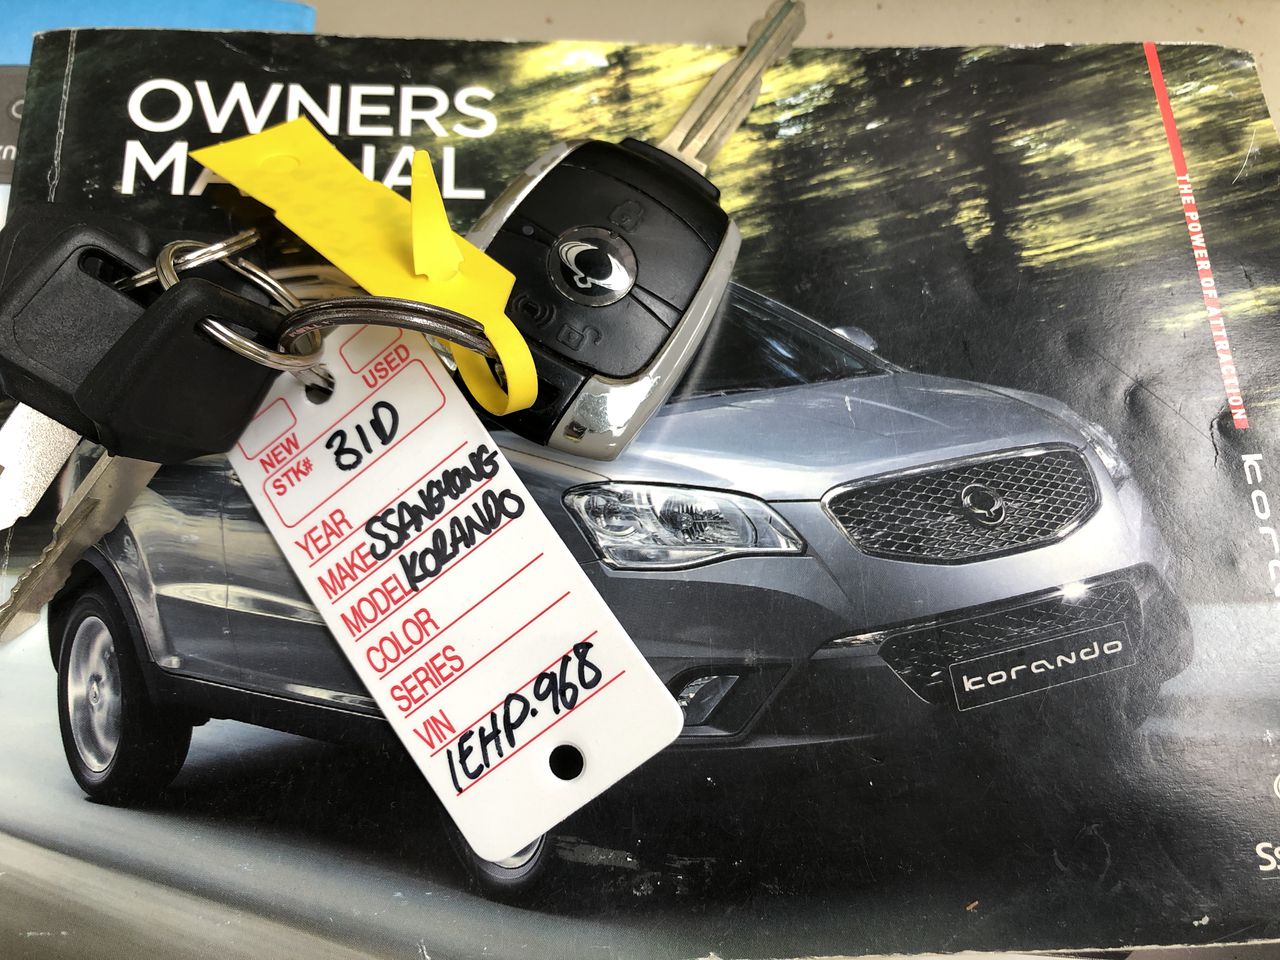 OWNERS
MANUAL
THE POWER OF ATTRACTION
USED
NEW
STK# 31D
YEAR
MAKE SSANGYONG
MODEL KORANDO
COLOR
SERIES
VIN
1EHP.968
korando